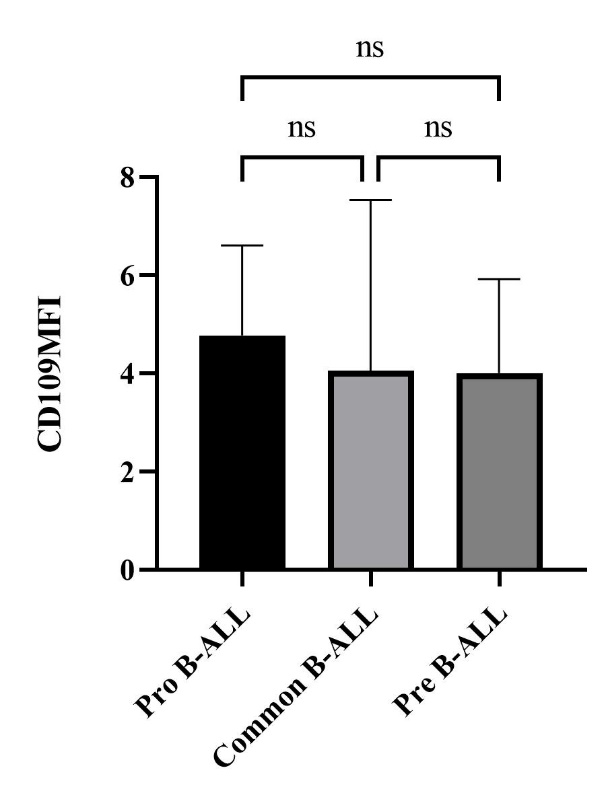 ns
ns ns
8
6
4
2
0
CD109MFI
Pro B-ALL
Common B-ALL
Pre B-ALL